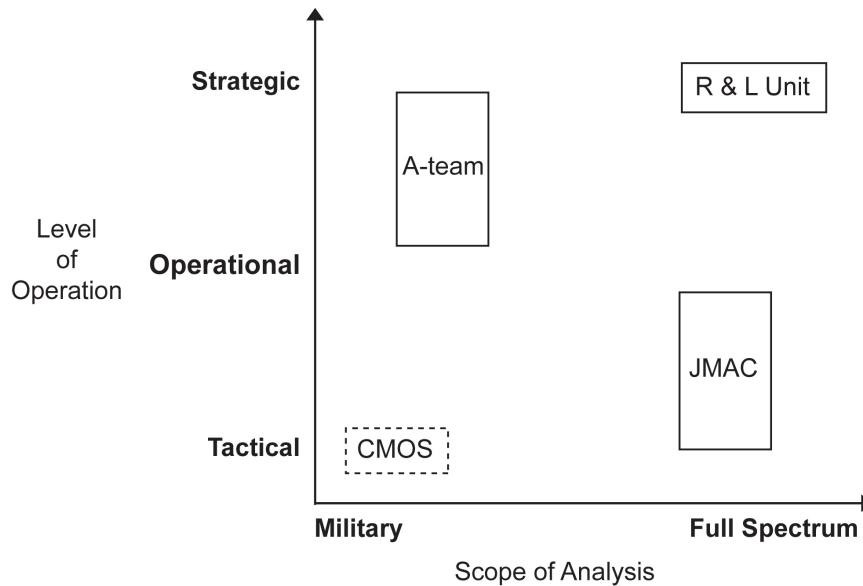 Strategic
R & L Unit
A-team
Level
of
Operation
Operational
JMAC
Tactical
CMOS
Military
Full Spectrum
Scope of Analysis